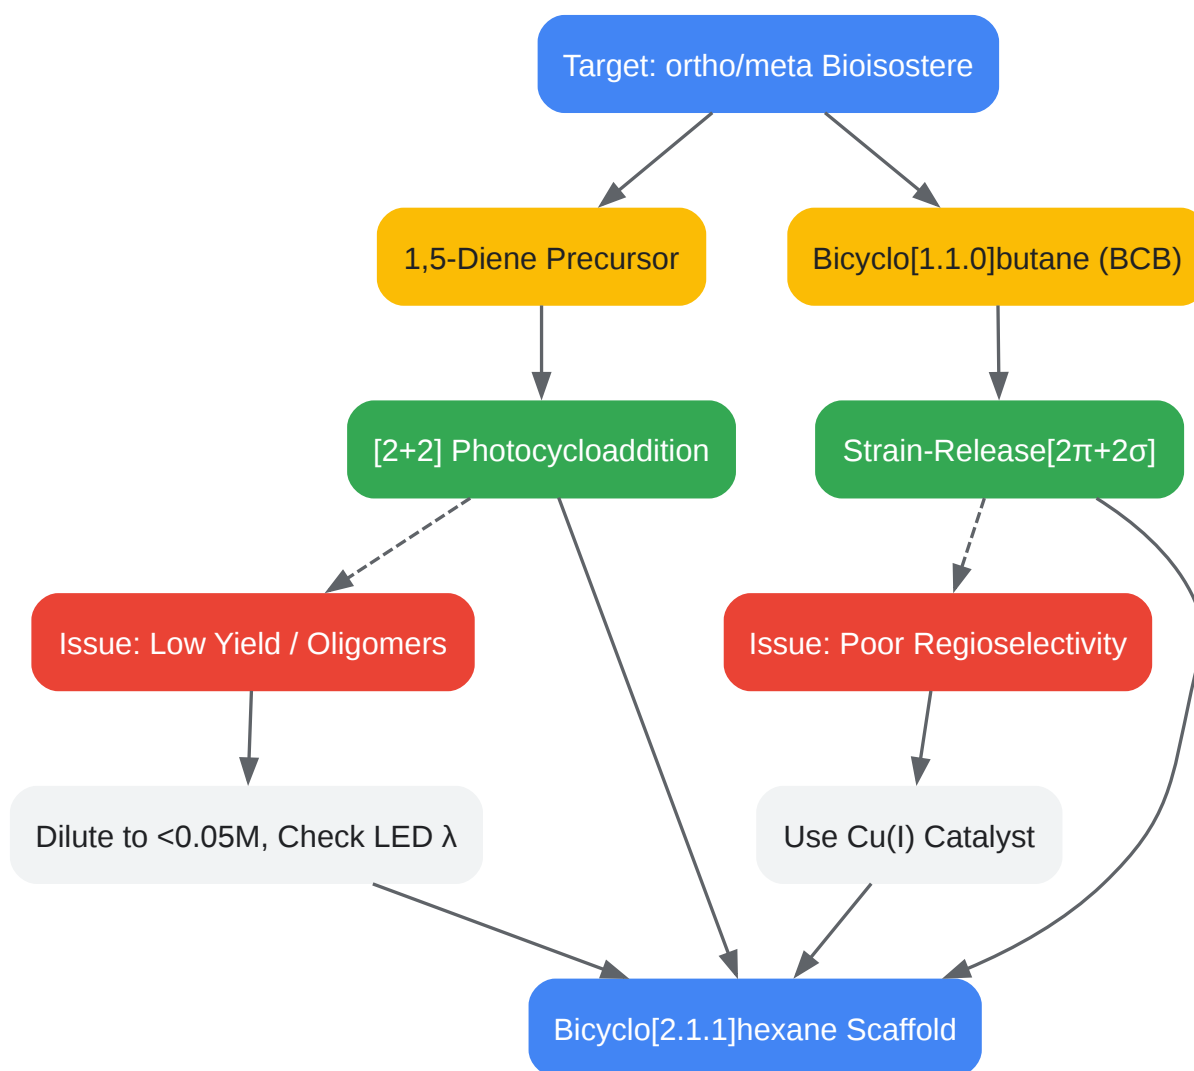 Target: ortho/meta Bioisostere
1,5-Diene Precursor
Bicyclo[1.1.0]butane (BCB)
[2+2] Photocycloaddition
Strain-Release[2π+2σ]
Issue: Low Yield / Oligomers
Issue: Poor Regioselectivity
Dilute to <0.05M, Check LED λ
Use Cu(I) Catalyst
Bicyclo[2.1.1]hexane Scaffold